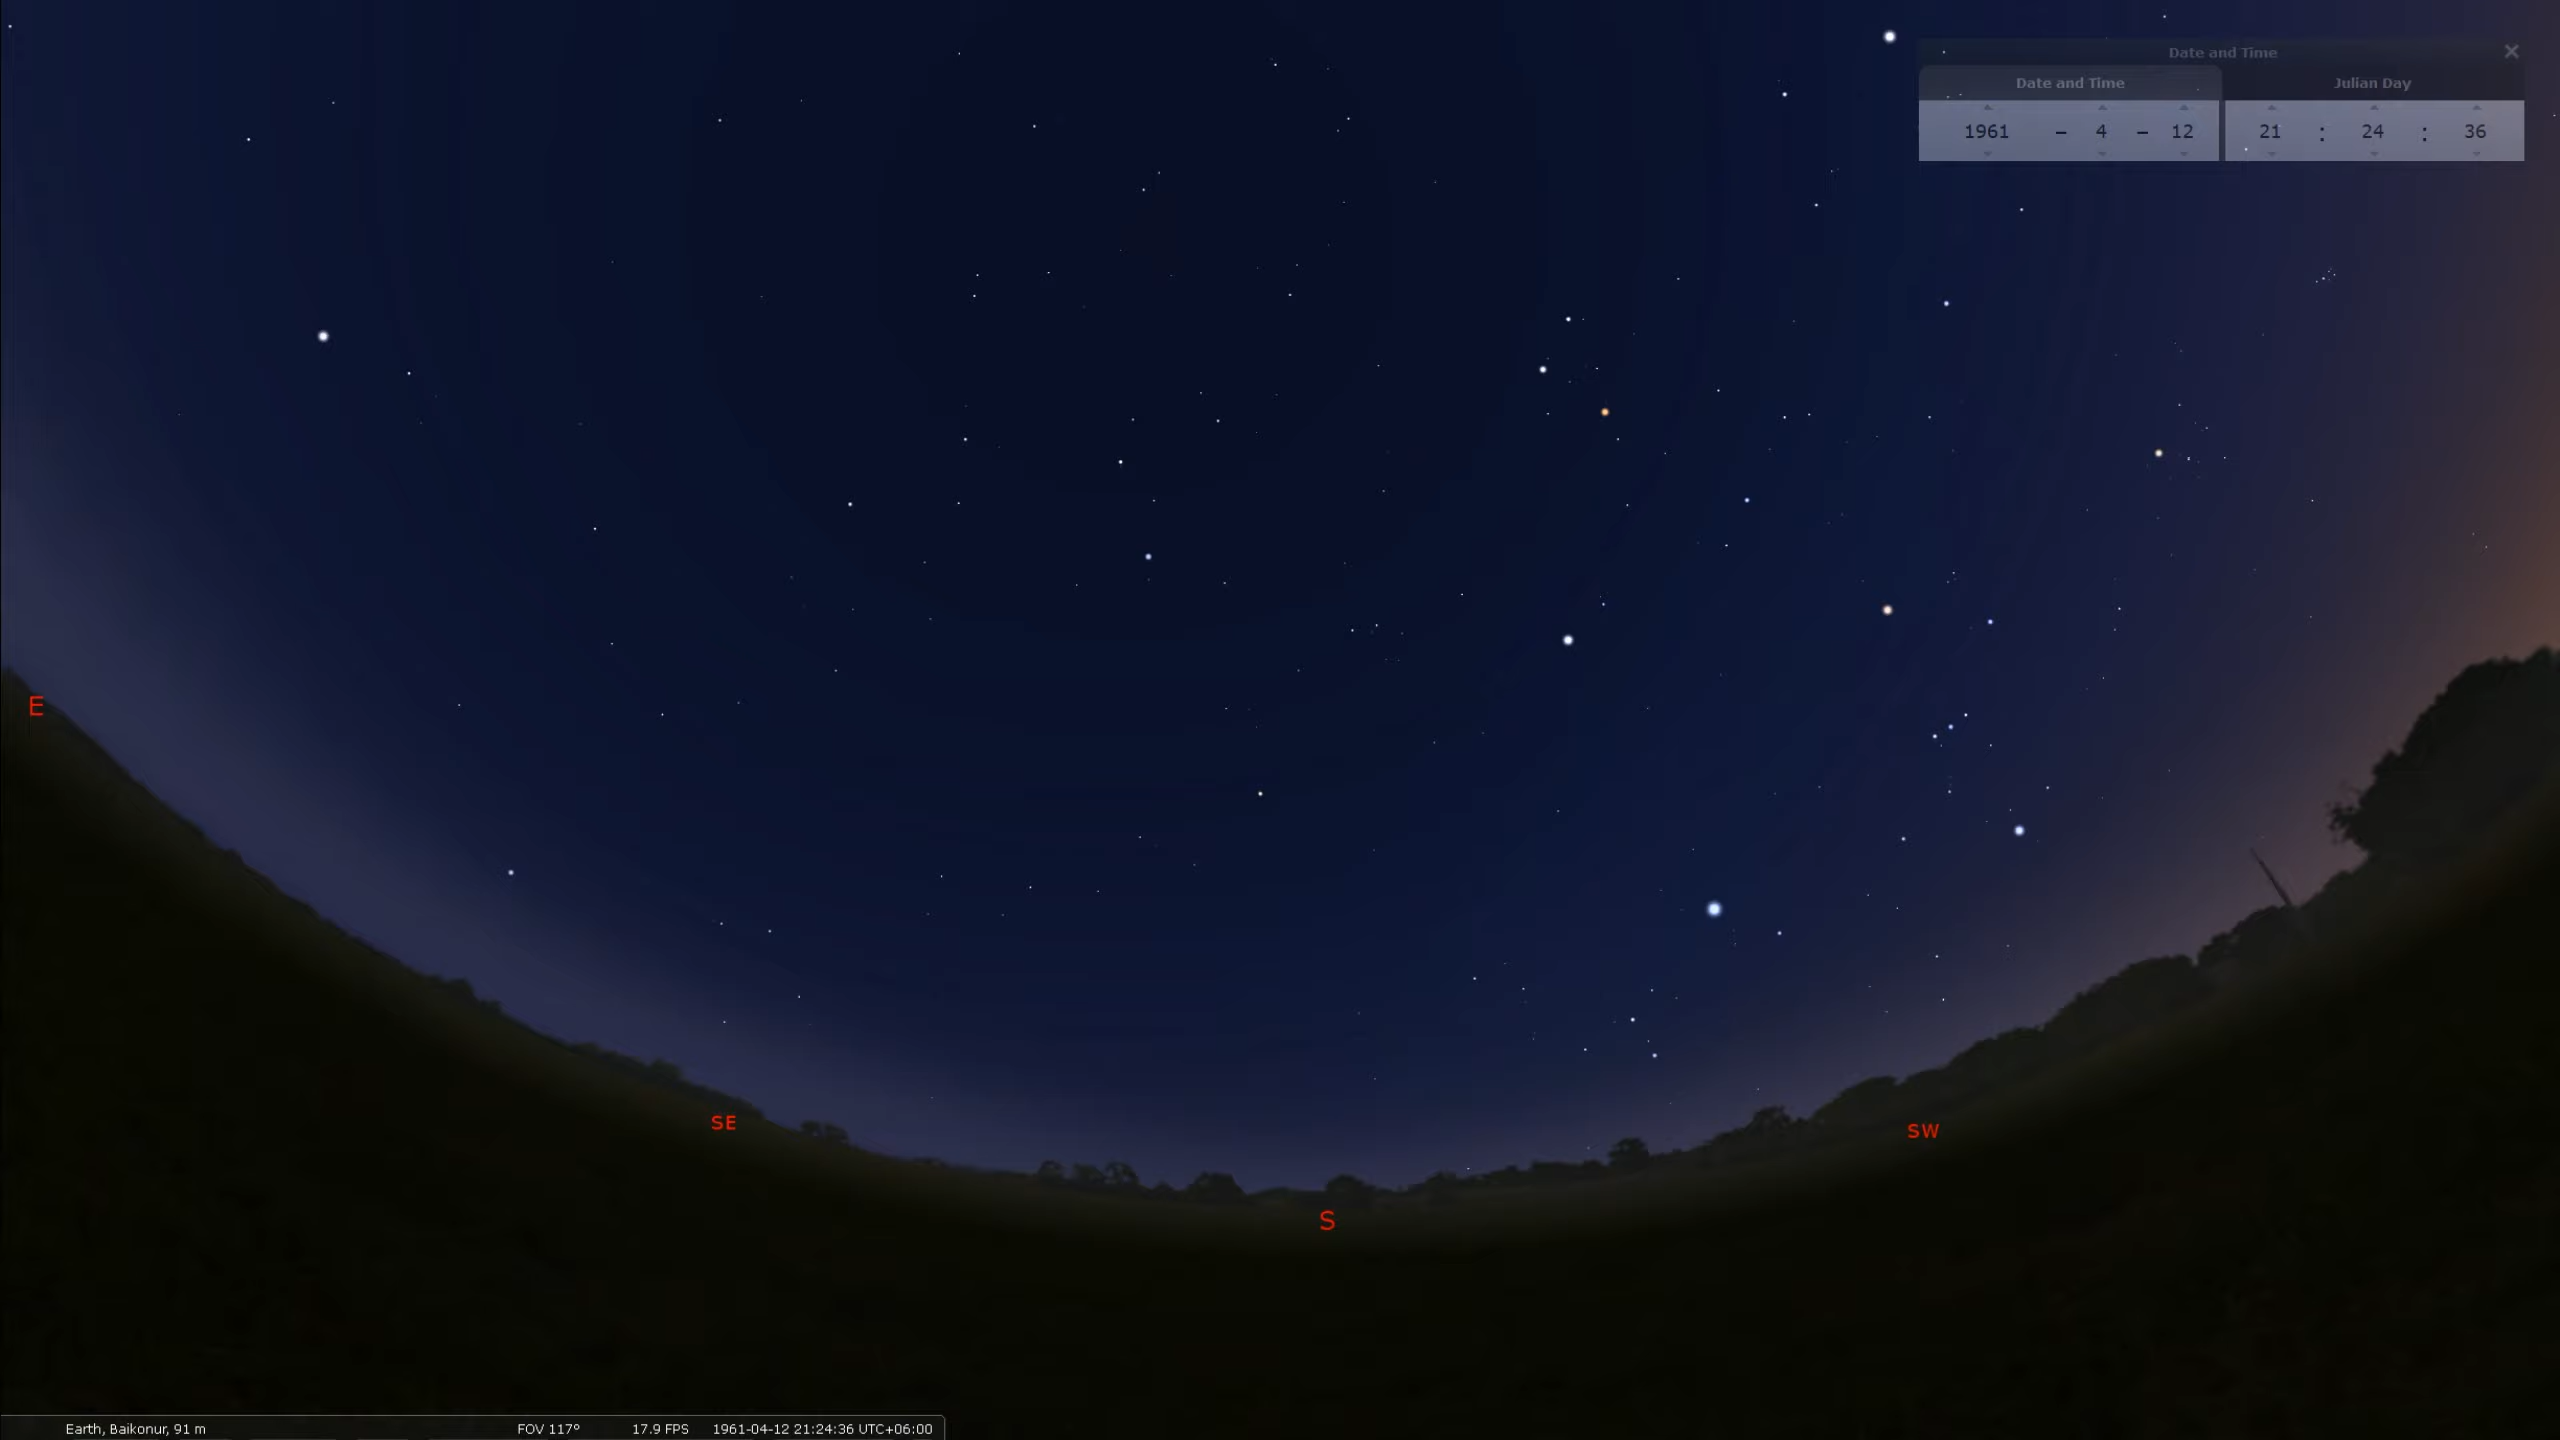 Date and Time ✕
Date and Time Julian Day
1961 – 4 – 12 21 : 24 : 36
E
SE
SW
S
Earth, Baikonur, 91 m FOV 117° 17.9 FPS 1961-04-12 21:24:36 UTC+06:00